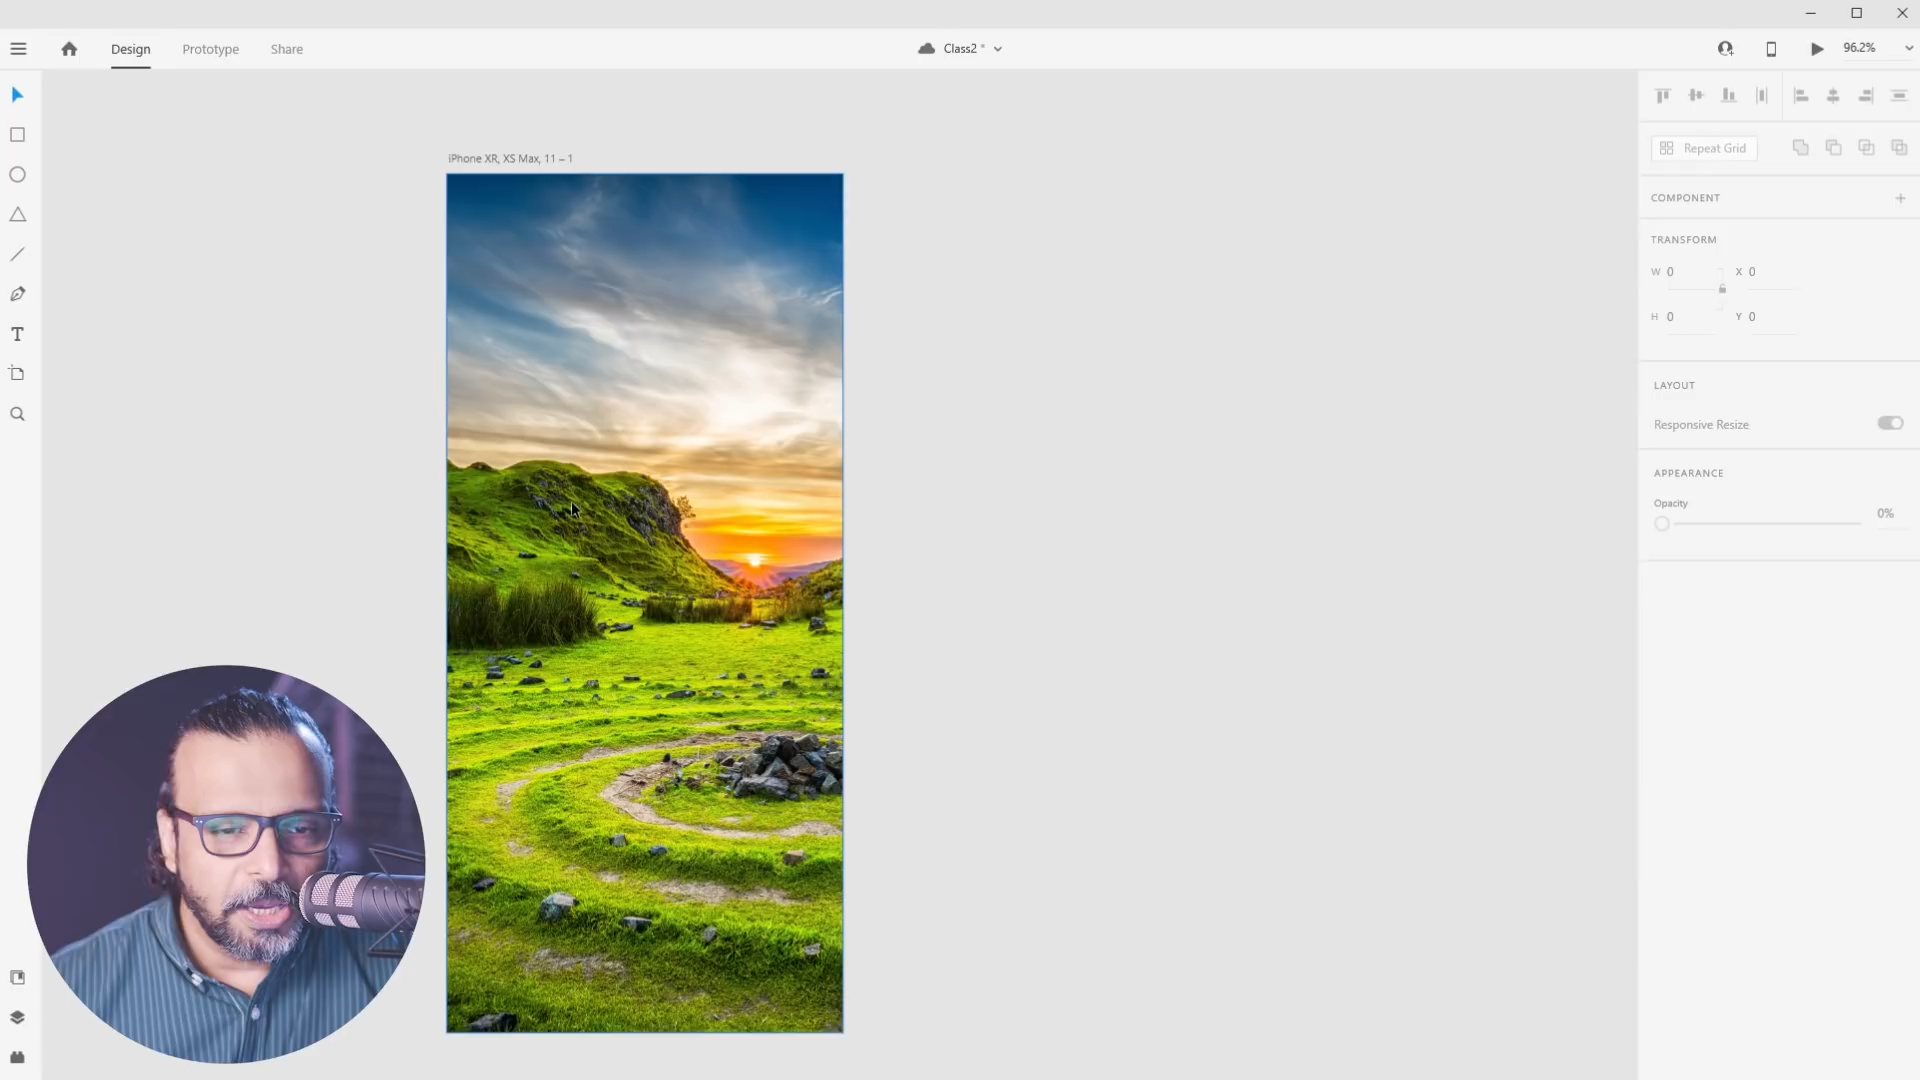 Design
Prototype
Share
Class2 *
96.2%
iPhone XR, XS Max, 11 – 1
Repeat Grid
COMPONENT
TRANSFORM
W 0
X 0
H 0
Y 0
LAYOUT
Responsive Resize
APPEARANCE
Opacity
0%
T